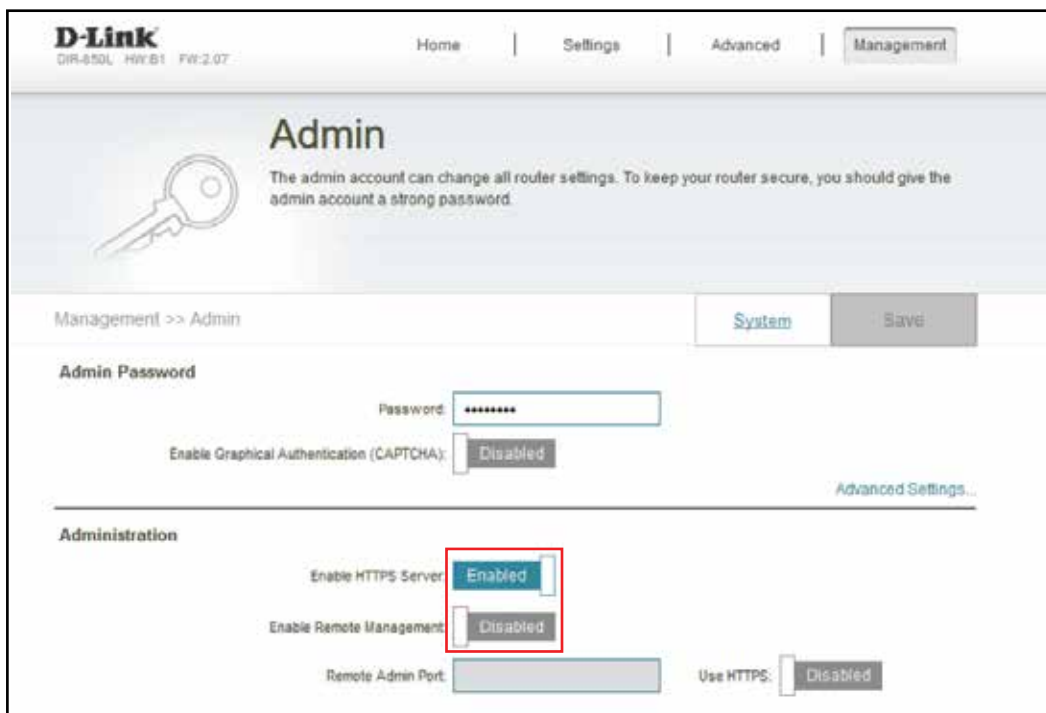 D-Link
DIR-850L HW:B1 FW:2.07
Home | Settings | Advanced | Management
Admin
The admin account can change all router settings. To keep your router secure, you should give the
admin account a strong password.
Management >> Admin
System
Save
Admin Password
Password: ••••••••
Enable Graphical Authentication (CAPTCHA): Disabled
Advanced Settings...
Administration
Enable HTTPS Server: Enabled
Enable Remote Management: Disabled
Remote Admin Port: Use HTTPS: Disabled